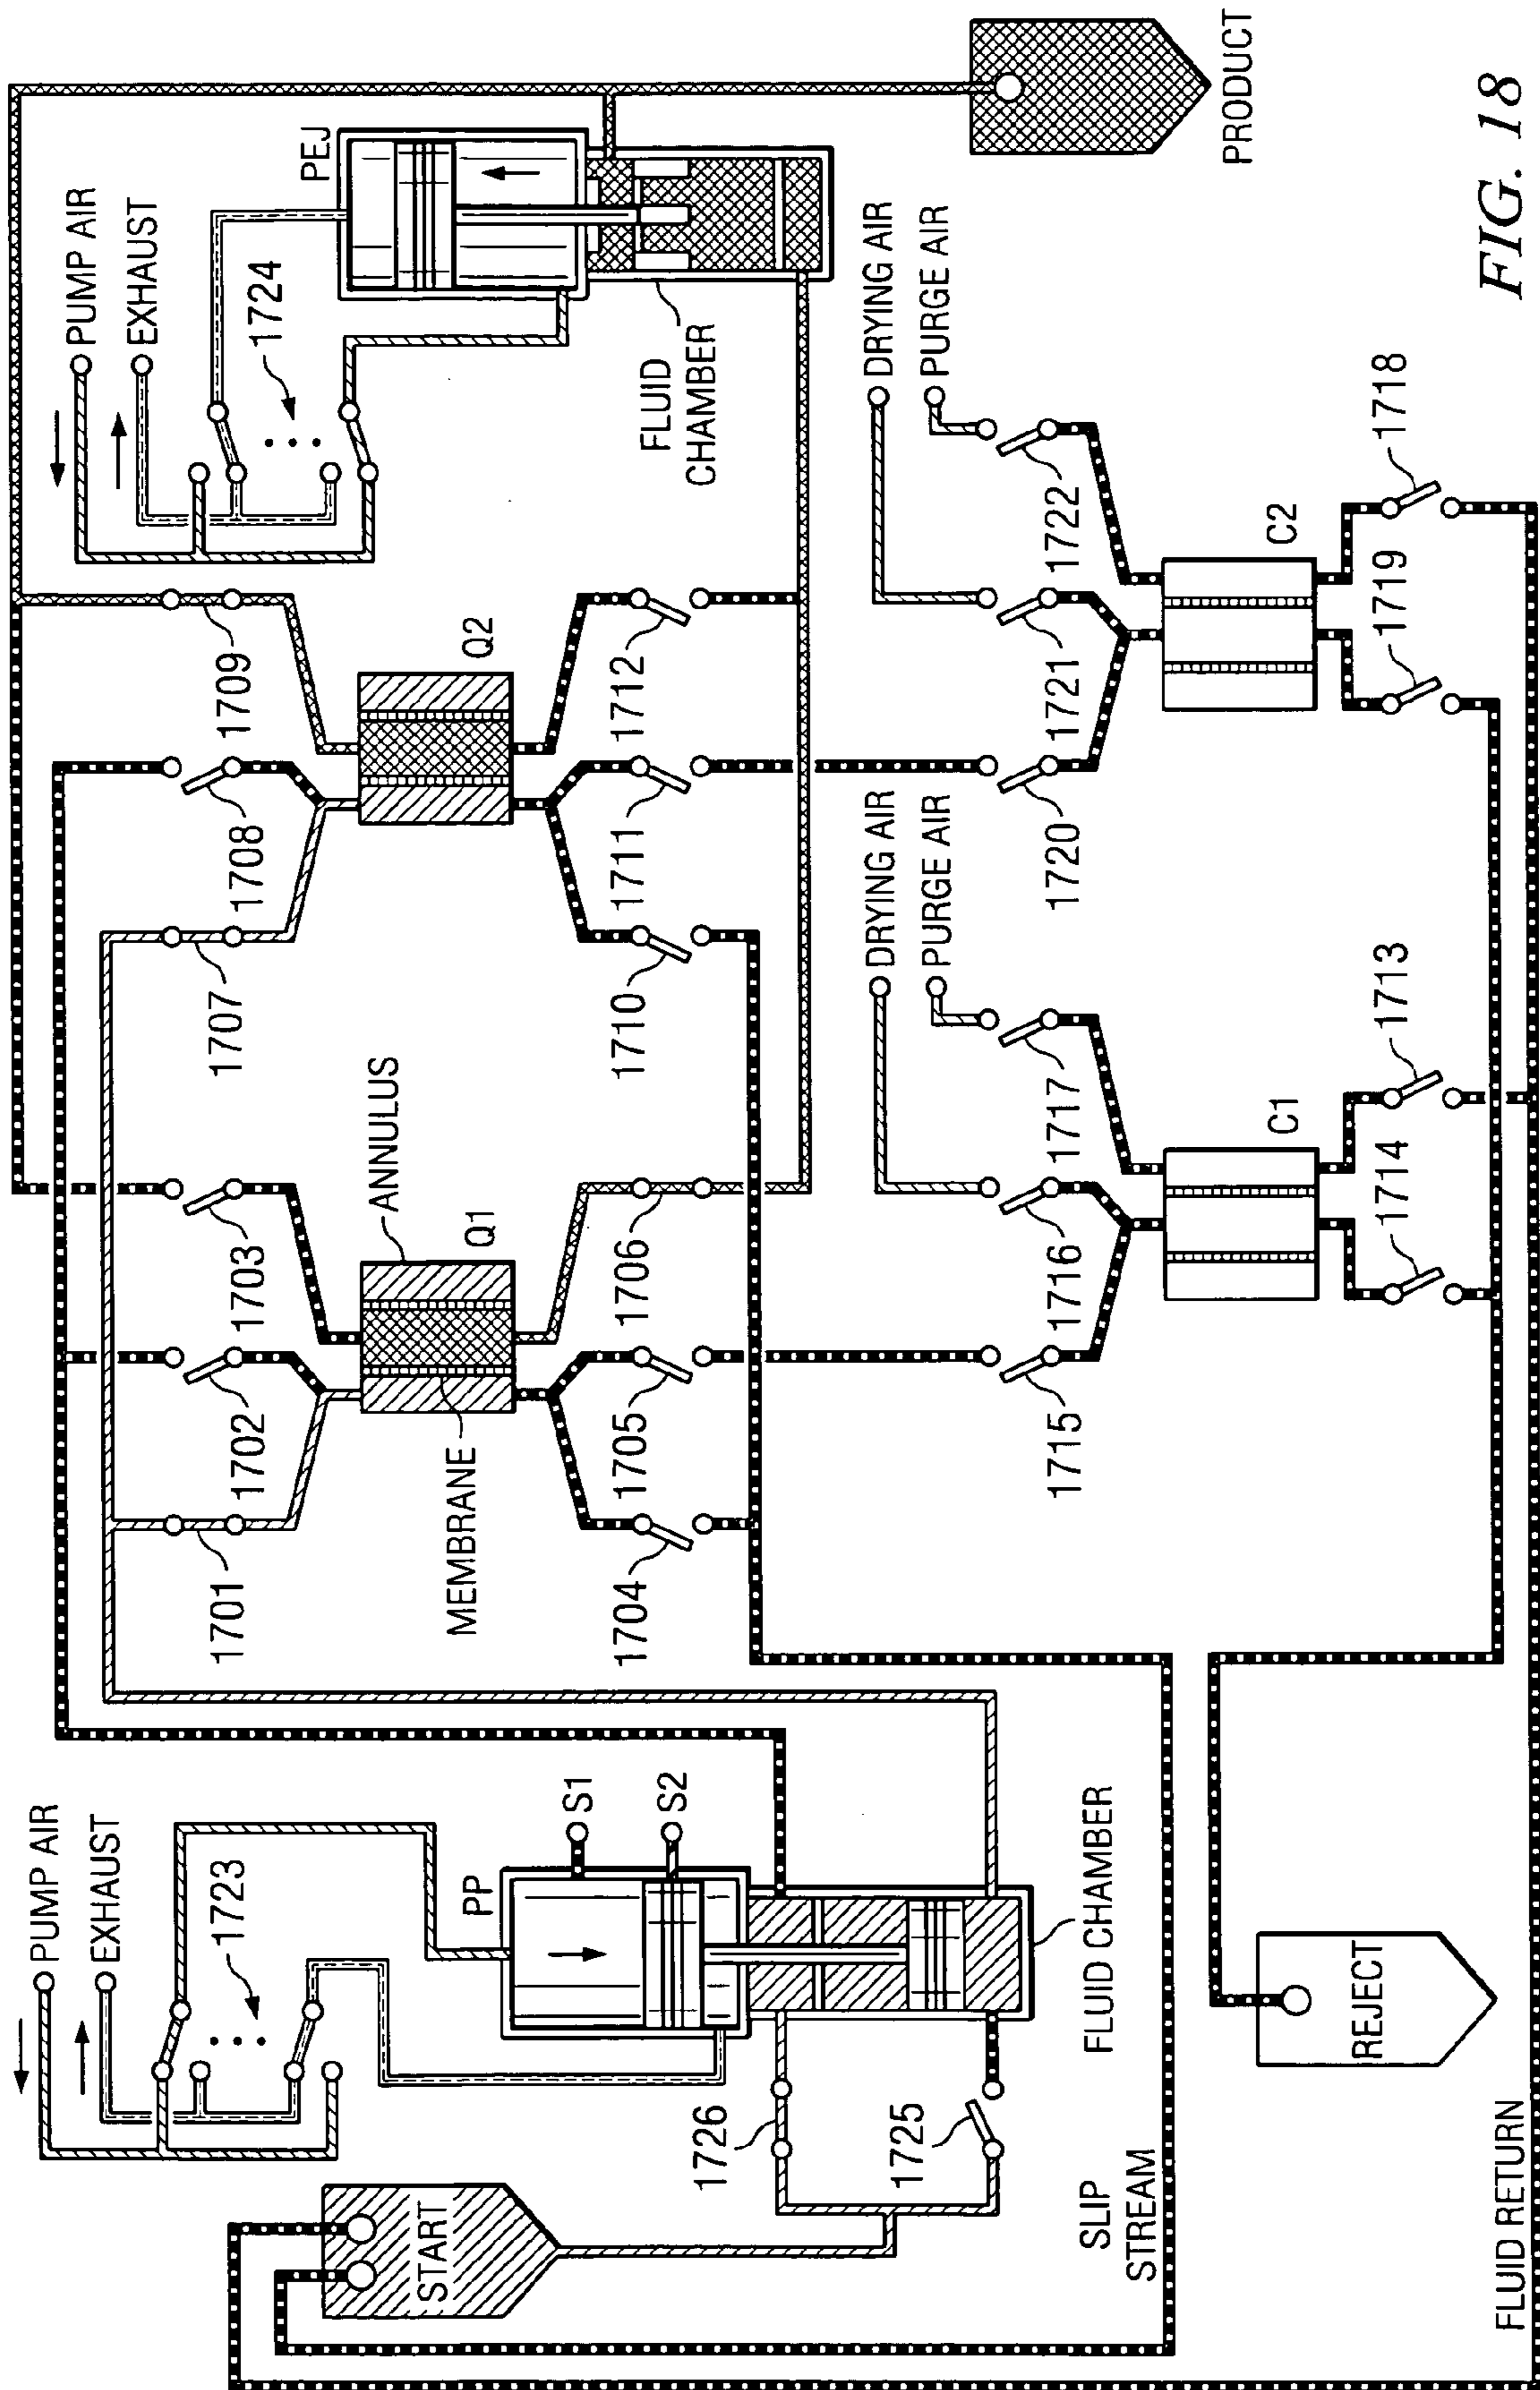 PUMP AIR
EXHAUST
1723
START
PP
S1
S2
1726
1725
SLIP
STREAM
FLUID CHAMBER
REJECT
FLUID RETURN
1701
1702
1703
ANNULUS
Q1
MEMBRANE
1704
1705
1706
1707
1708
1709
Q2
1710
1711
1712
PUMP AIR
EXHAUST
1724
PEJ
FLUID
CHAMBER
PRODUCT
DRYING AIR
PURGE AIR
1715
1716
1717
C1
1714
1713
DRYING AIR
PURGE AIR
1720
1721
1722
C2
1719
1718
FIG. 18